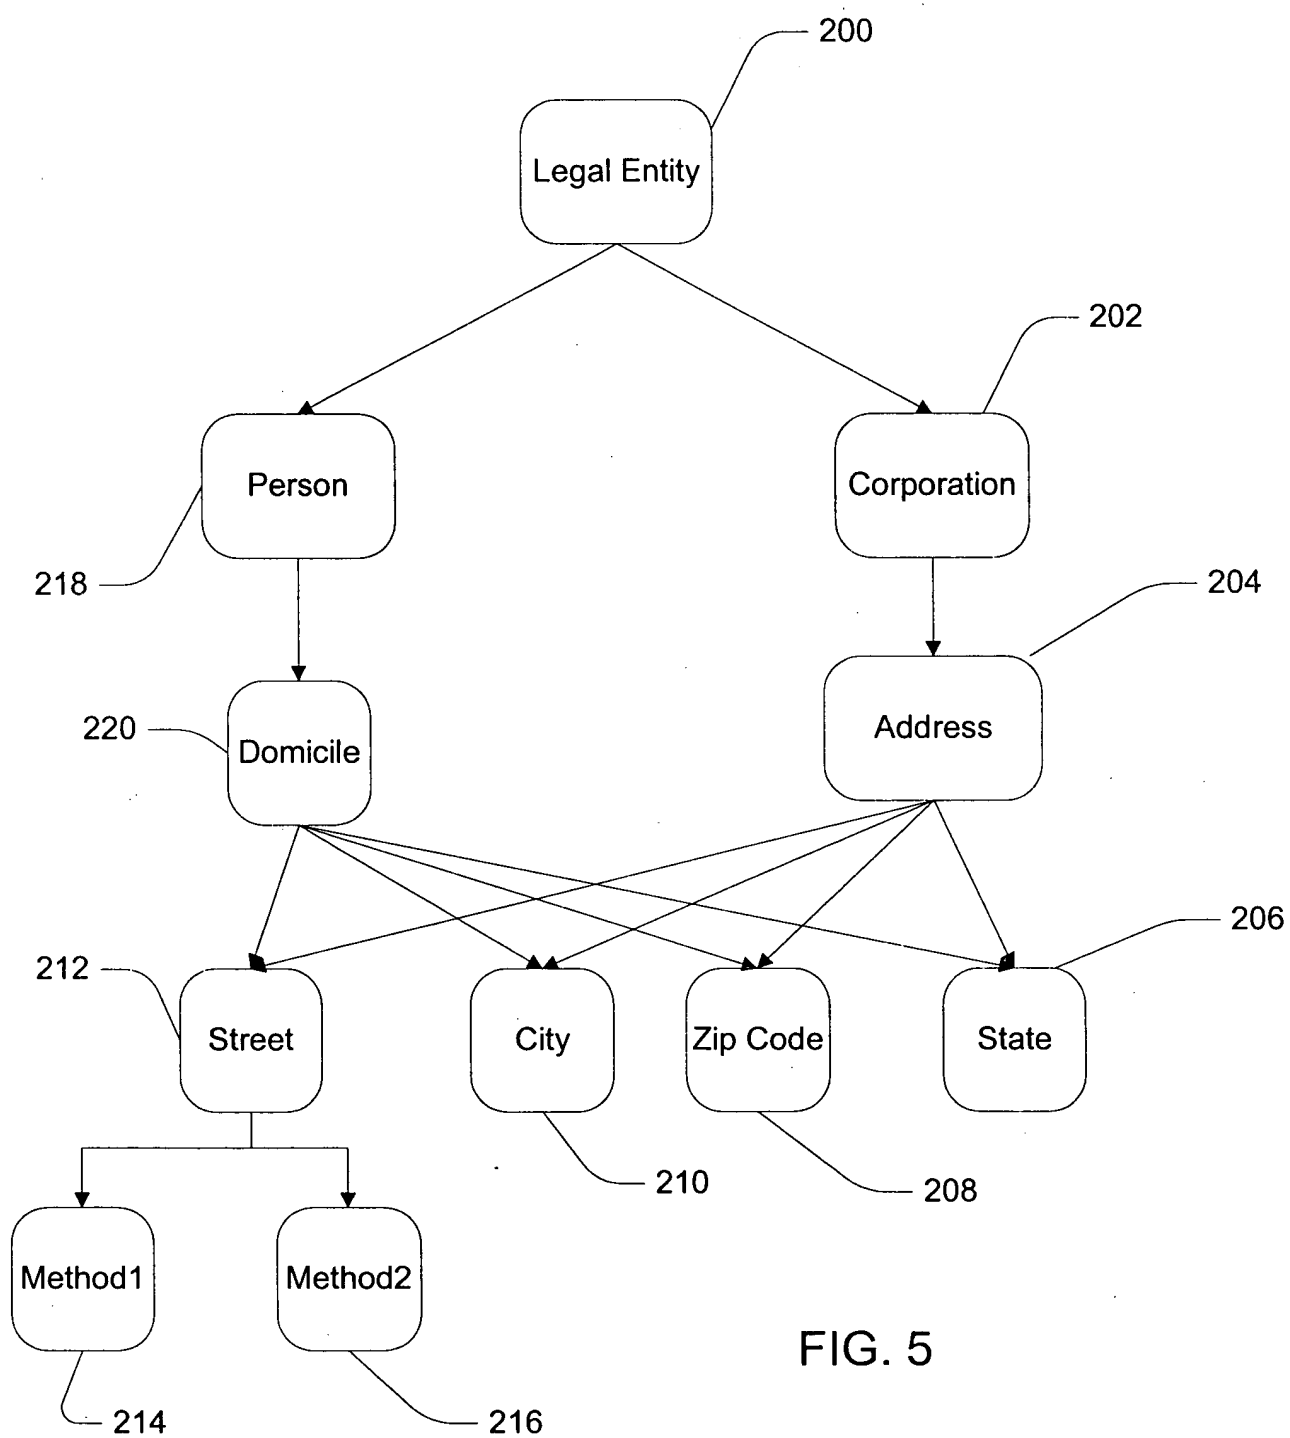 200
Legal Entity
202
Person
Corporation
218
204
220
Domicile
Address
212
206
Street
City
Zip Code
State
210
208
Method1
Method2
FIG. 5
214
216